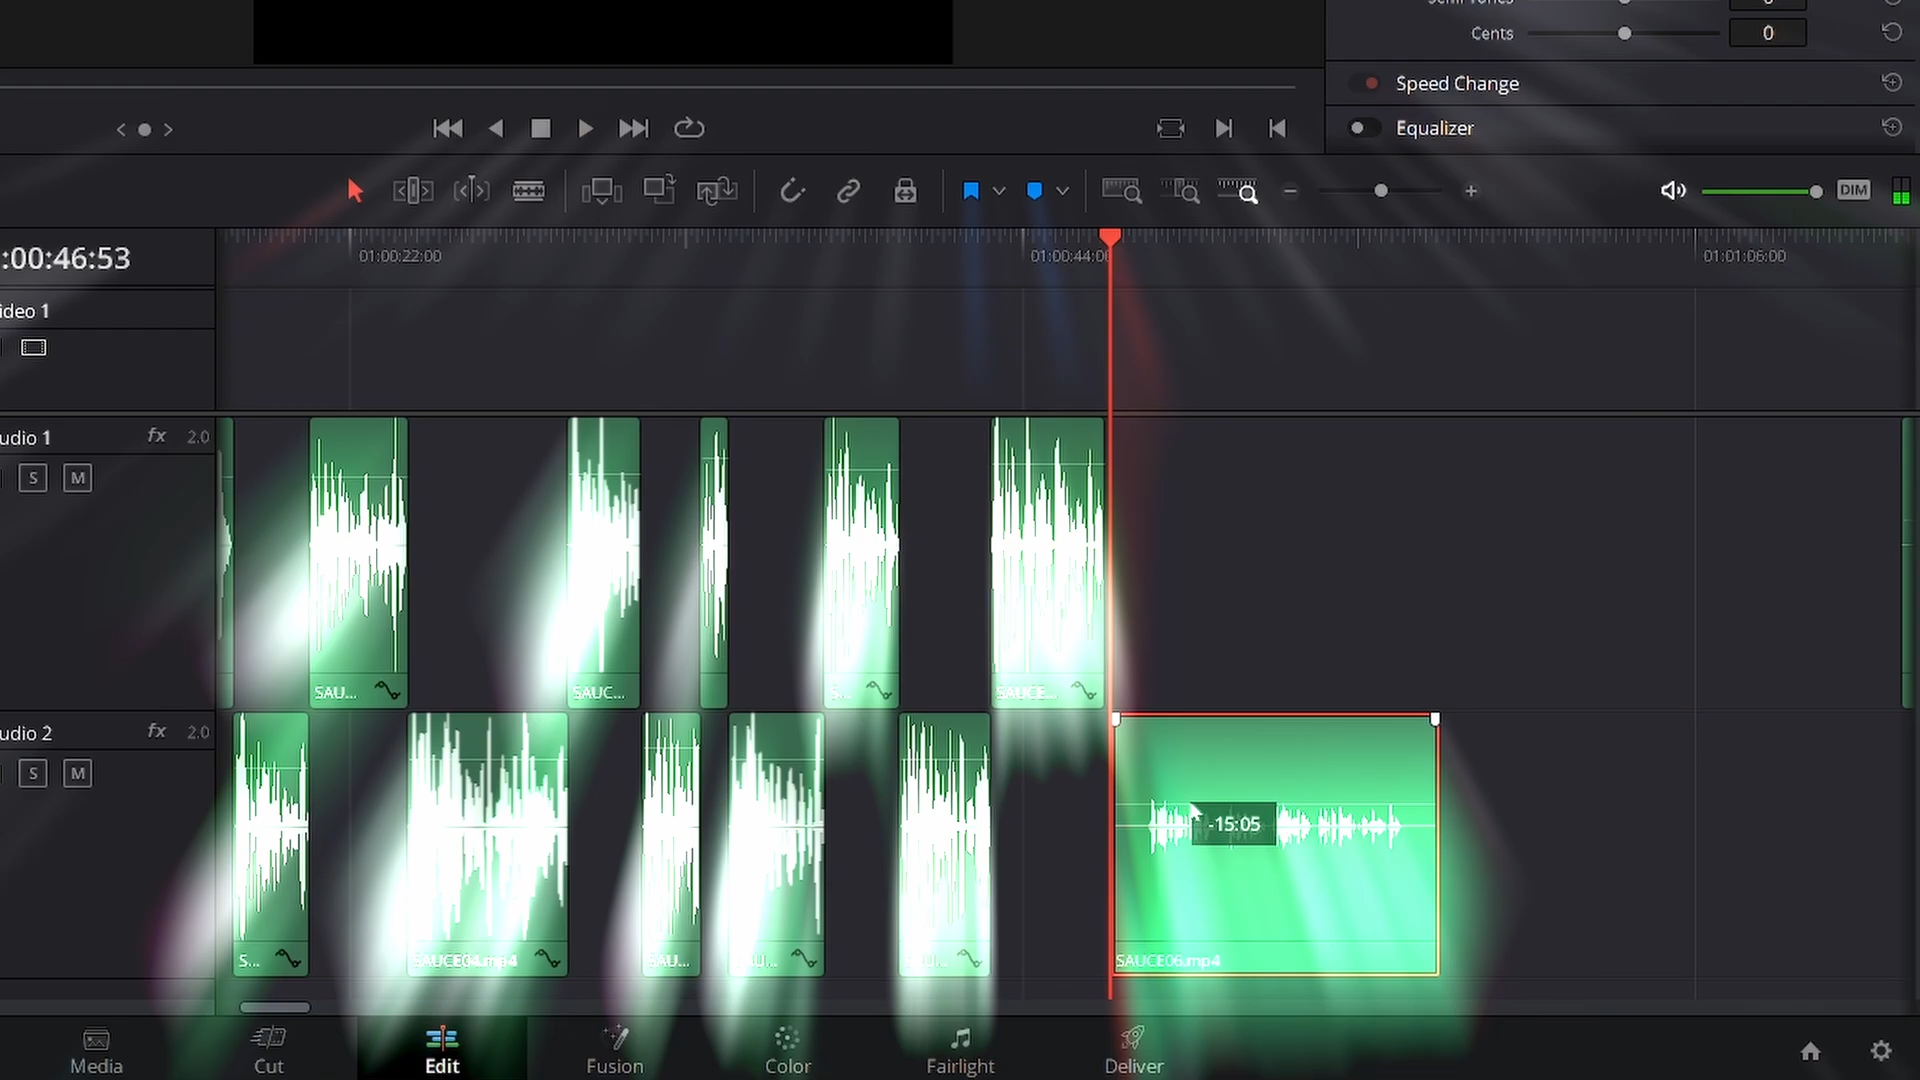 Cents 0
Speed Change
Equalizer
DIM
:00:46:53
01:00:22:00
01:00:44:00
01:01:06:00
ideo 1
udio 1 fx 2.0
S M
SAU...
SAUC...
S...
SAUCE...
udio 2 fx 2.0
S M
-15:05
S...
SAUCE04.mp4
SAU...
SAUCE06.mp4
Media
Cut
Edit
Fusion
Color
Fairlight
Deliver